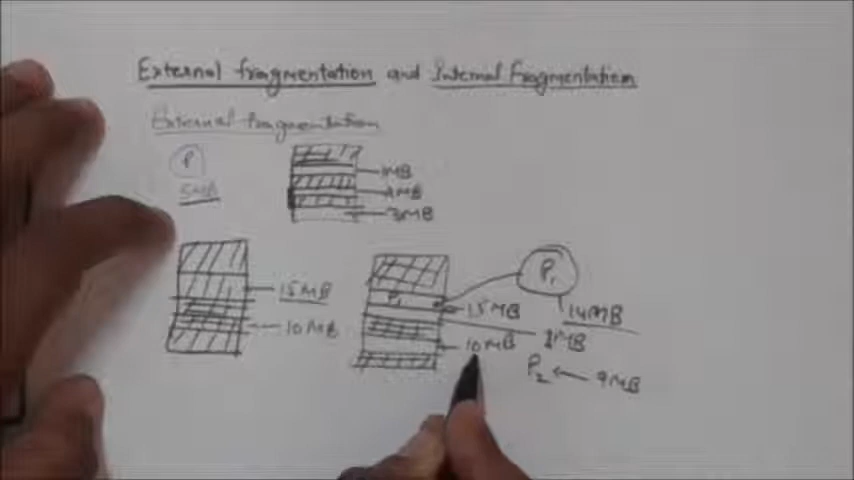 External fragmentation and Internal fragmentation
External fragmentation
P
5MB
1MB
1MB
3MB
15MB
10MB
P1
15MB
10MB
P1
14MB
1MB
P2 ← 9MB